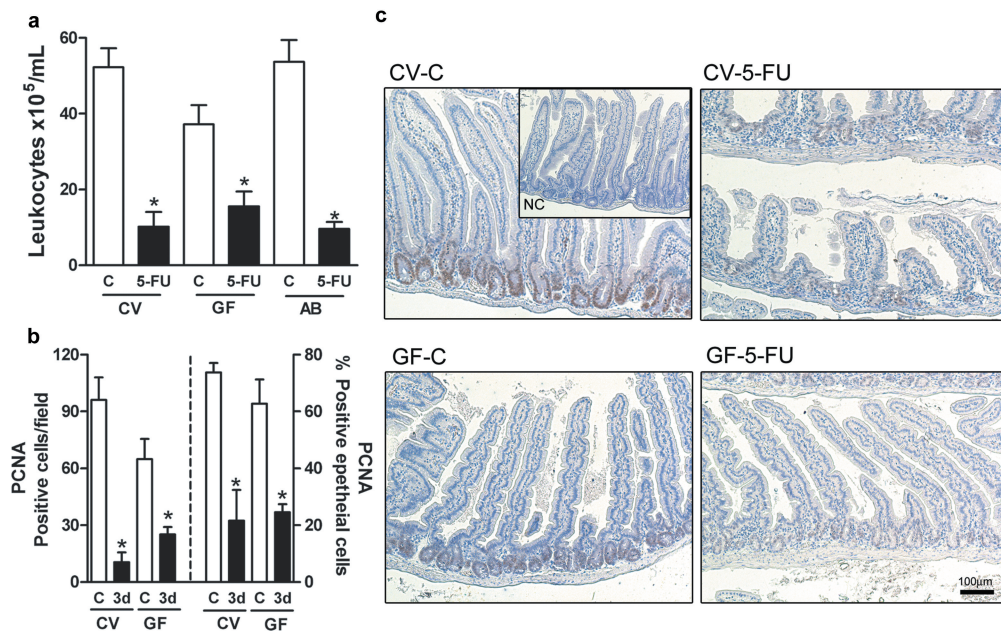 a
Leukocytes x10⁵/mL
60
40
20
0
*
*
*
C 5-FU C 5-FU C 5-FU
CV GF AB
b
PCNA
Positive cells/field
120
90
60
30
0
*
*
*
*
80
60
40
20
0
PCNA
% Positive epetheial cells
C 3d C 3d C 3d C 3d
CV GF CV GF
c
CV-C
NC
CV-5-FU
GF-C
GF-5-FU
100µm